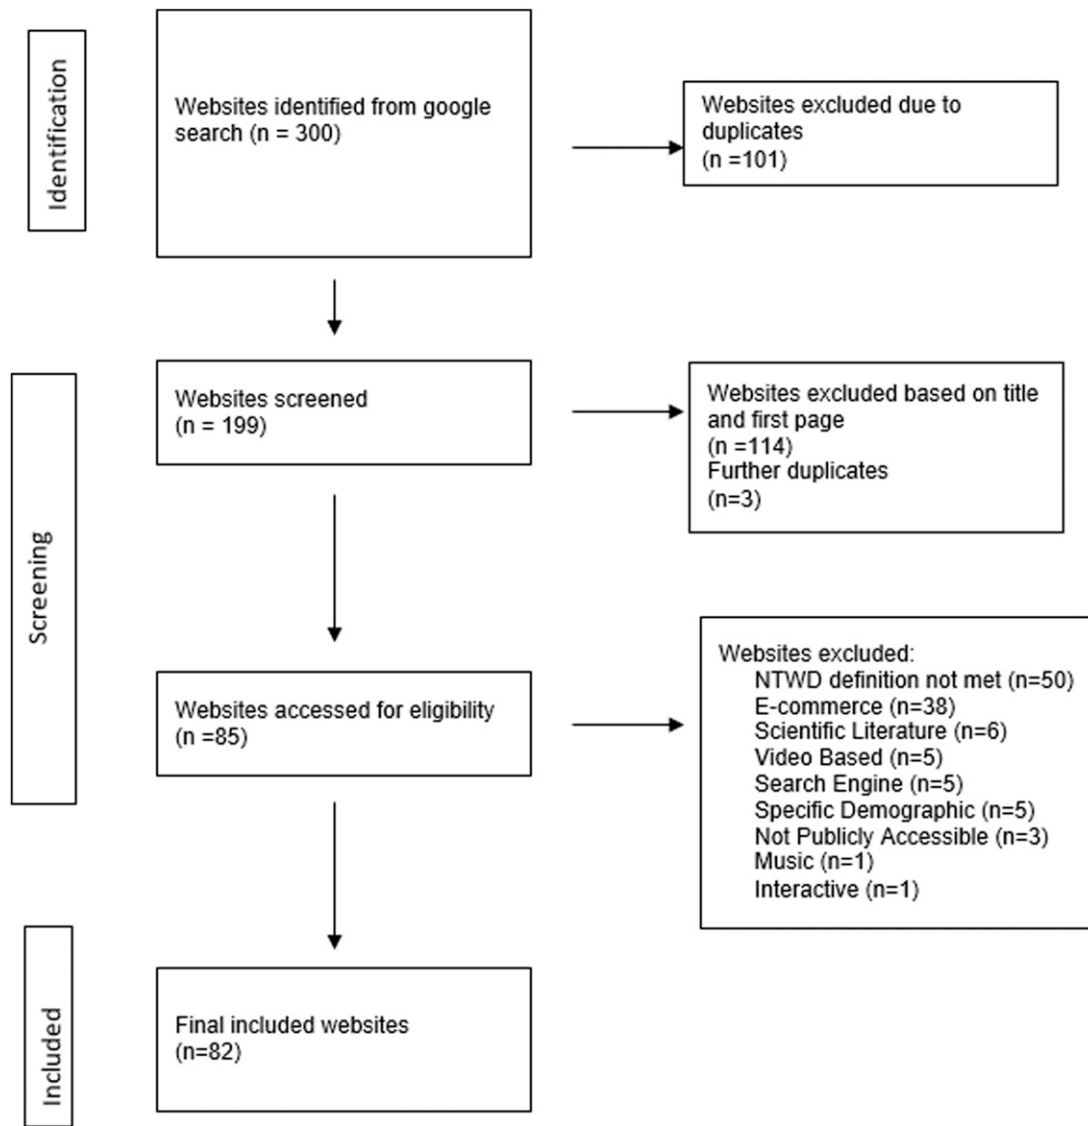 Identification
Websites identified from google
search (n = 300)
Websites excluded due to
duplicates
(n =101)
Screening
Websites screened
(n = 199)
Websites excluded based on title
and first page
(n =114)
Further duplicates
(n=3)
Websites accessed for eligibility
(n =85)
Websites excluded:
NTWD definition not met (n=50)
E-commerce (n=38)
Scientific Literature (n=6)
Video Based (n=5)
Search Engine (n=5)
Specific Demographic (n=5)
Not Publicly Accessible (n=3)
Music (n=1)
Interactive (n=1)
Included
Final included websites
(n=82)